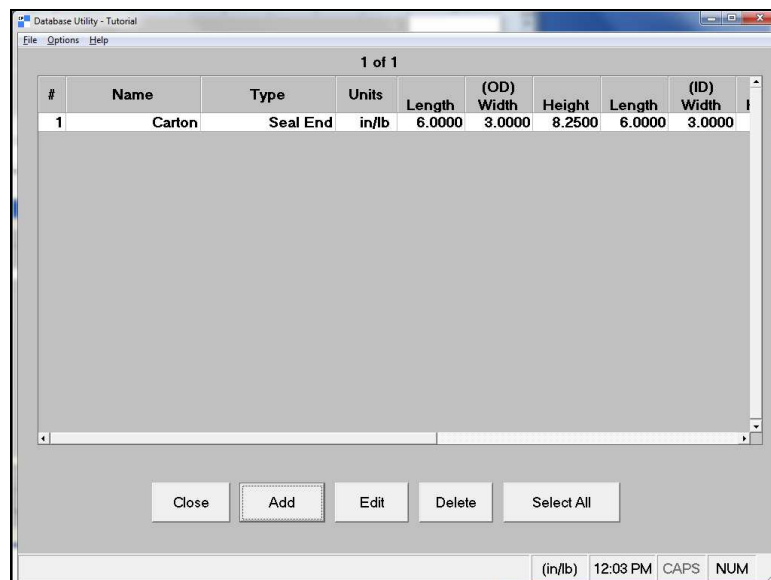 Database Utility - Tutorial
File Options Help
1 of 1
# Name Type Units Length (OD) Width Height Length (ID) Width
1 Carton Seal End in/lb 6.0000 3.0000 8.2500 6.0000 3.0000
Close Add Edit Delete Select All
(in/lb) 12:03 PM CAPS NUM